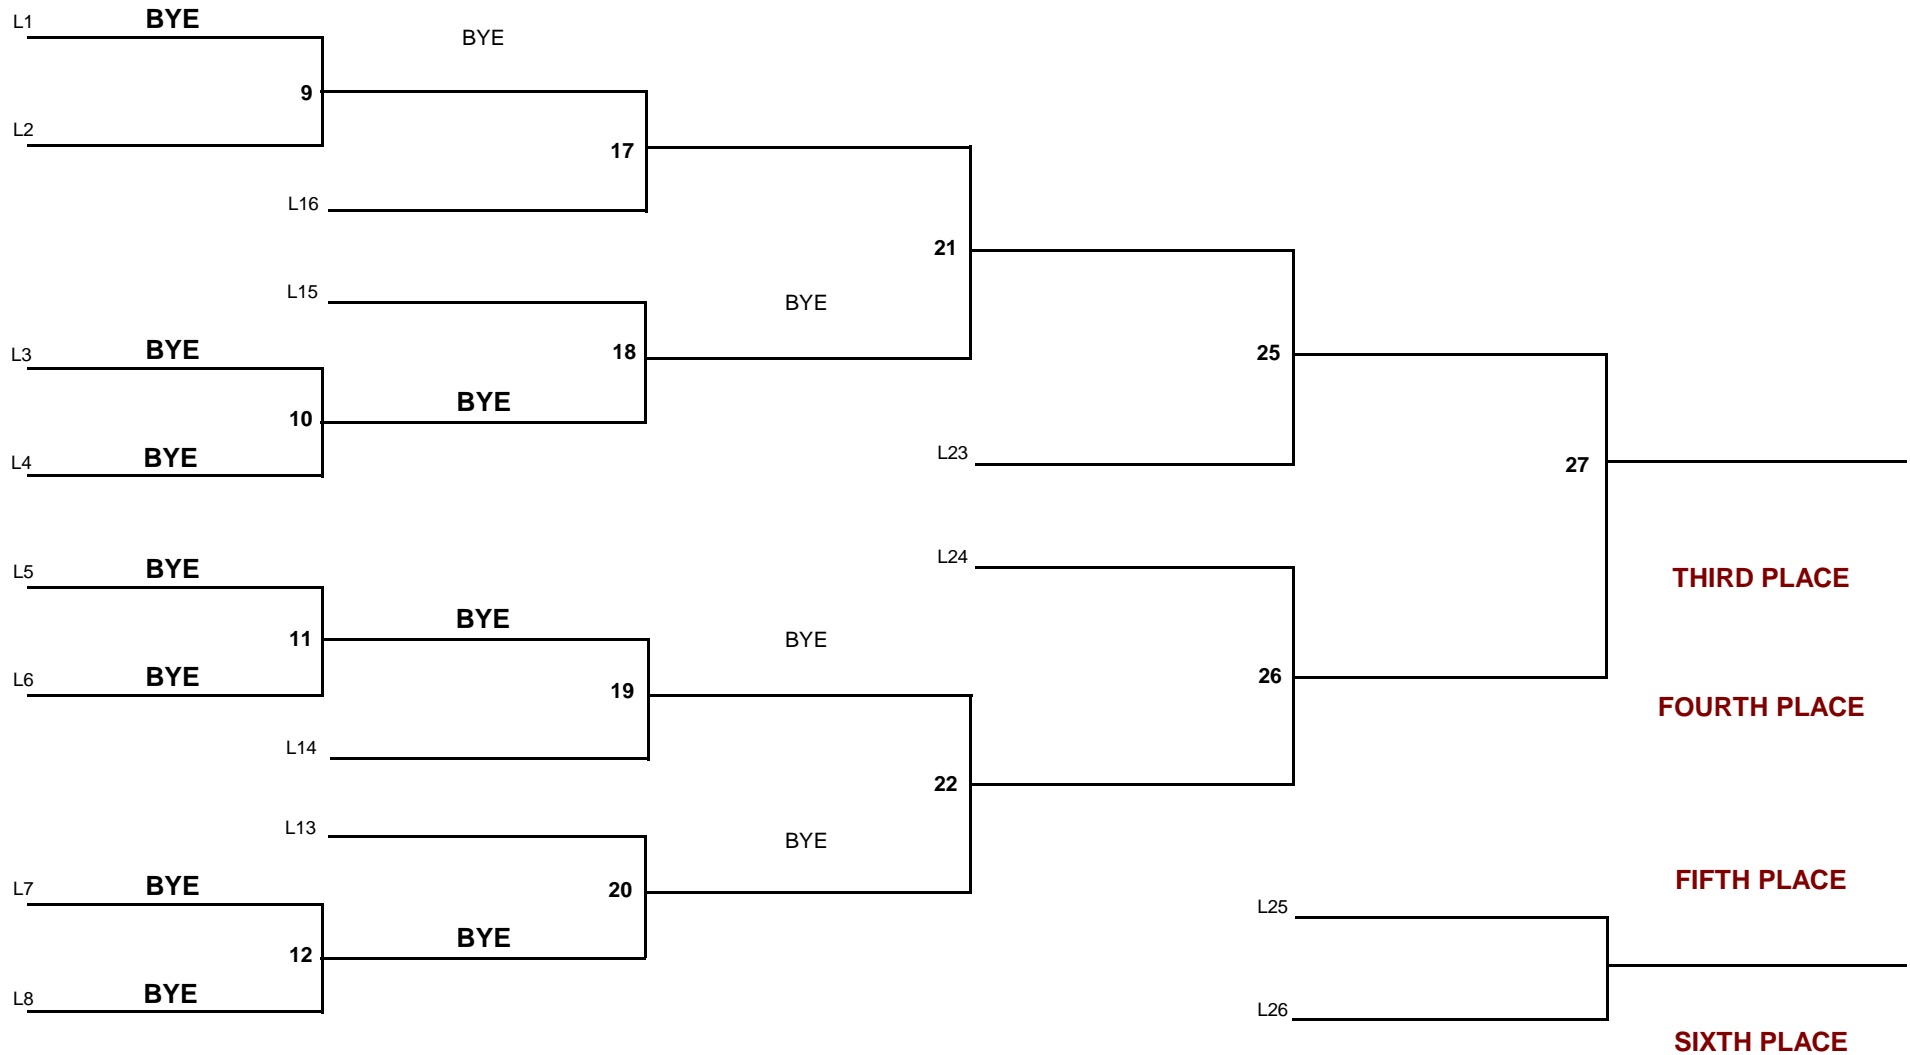 L1 BYE
BYE
9
L2
17
L16
21
L15
BYE
L3 BYE
18
25
10
BYE
L4 BYE
L23
27
L24
L5 BYE
THIRD PLACE
BYE
11
BYE
L6 BYE
26
19
FOURTH PLACE
L14
22
L13
BYE
FIFTH PLACE
L7 BYE
20
L25
BYE
12
L8 BYE
L26
SIXTH PLACE